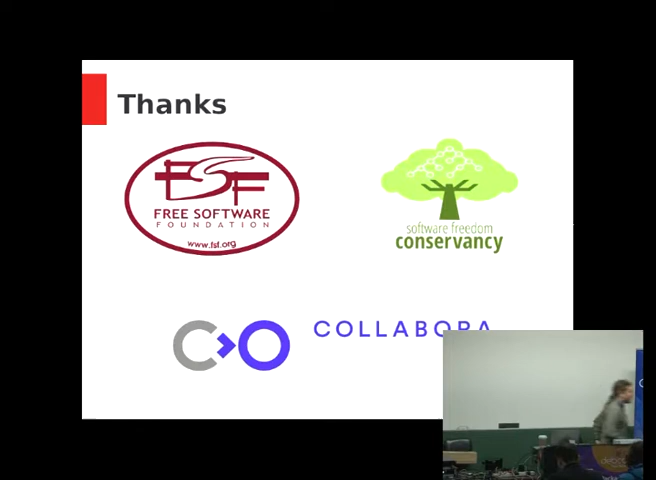 Thanks
FSF
FREE SOFTWARE
FOUNDATION
www.fsf.org
software freedom
conservancy
COLLABORA